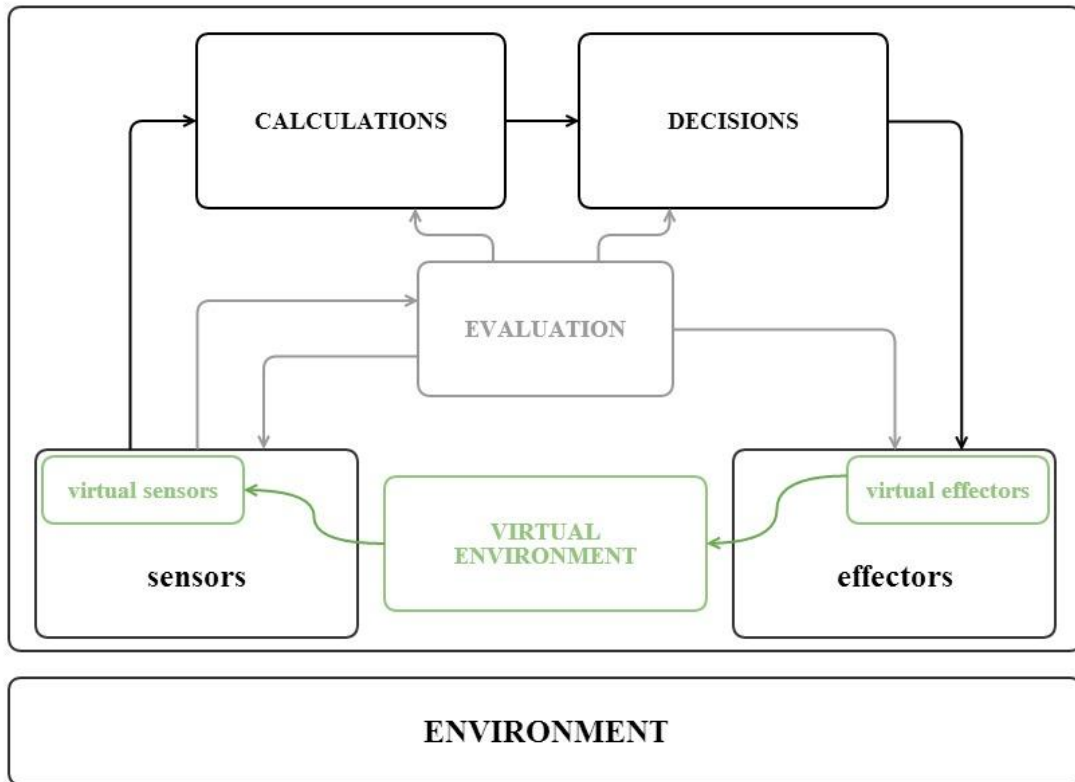 CALCULATIONS
DECISIONS
EVALUATION
virtual sensors
virtual effectors
VIRTUAL
ENVIRONMENT
sensors
effectors
ENVIRONMENT